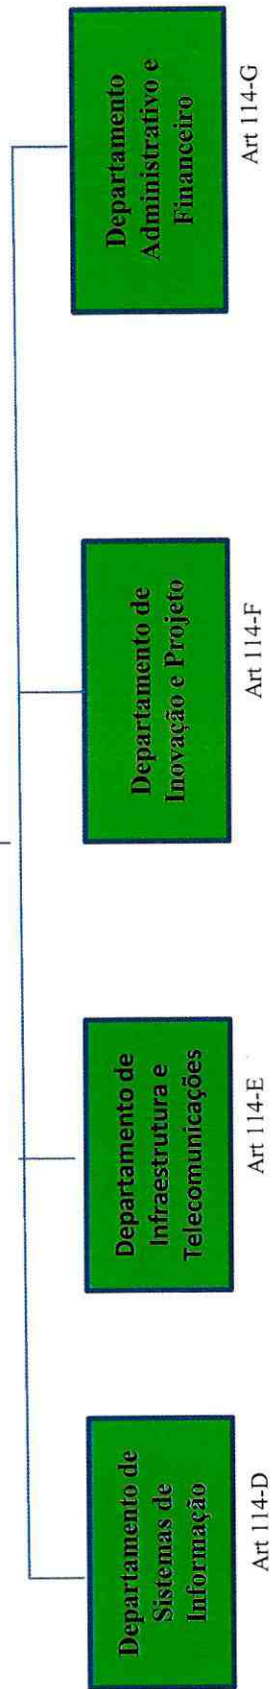 Departamento de
Sistemas de
Informação
Art 114-D
Departamento de
Infraestrutura e
Telecomunicações
Art 114-E
Departamento de
Inovação e Projeto
Art 114-F
Departamento
Administrativo e
Financeiro
Art 114-G